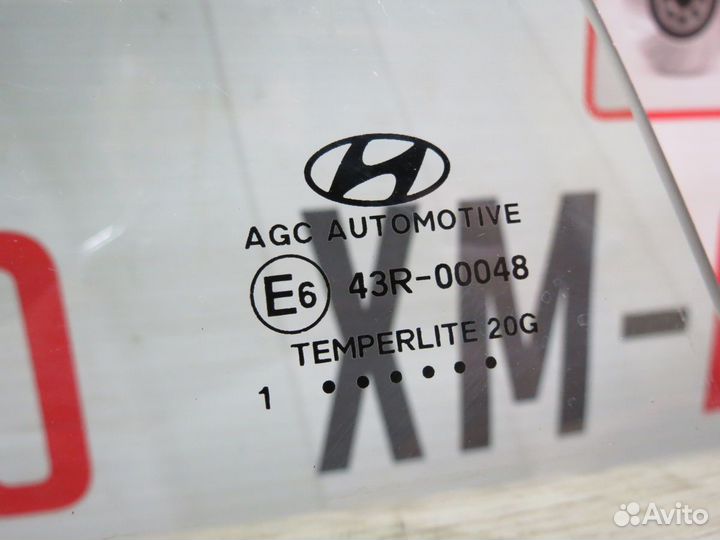 AGC AUTOMOTIVE
E6 43R-00048
TEMPERLITE 20G
1 ••••••
XM-
Avito